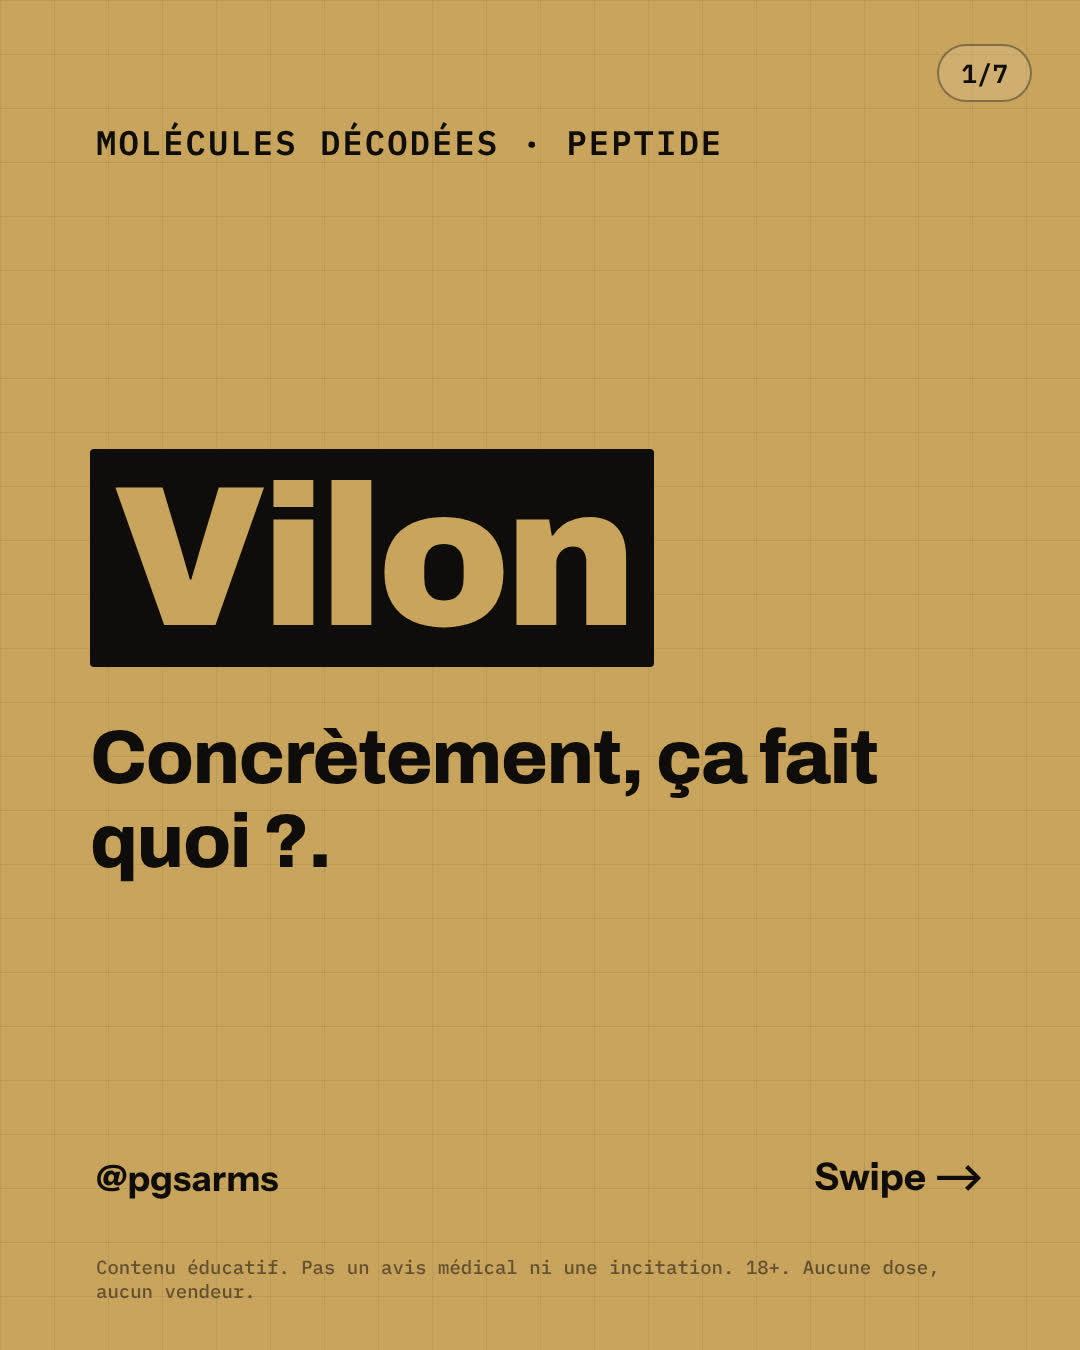 1/7
MOLÉCULES DÉCODÉES · PEPTIDE
Vilon
Concrètement, ça fait
quoi ?.
@pgsarms
Swipe →
Contenu éducatif. Pas un avis médical ni une incitation. 18+. Aucune dose,
aucun vendeur.